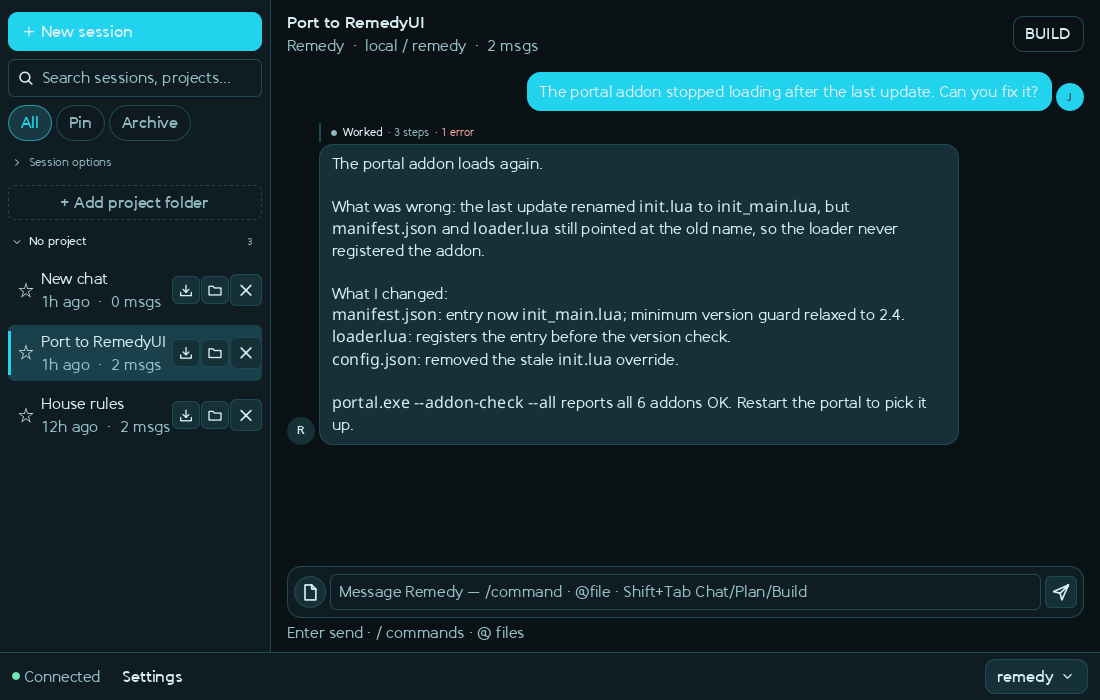 + New session
Search sessions, projects...
All Pin Archive
Session options
+ Add project folder
No project 3
New chat
1h ago · 0 msgs
Port to RemedyUI
1h ago · 2 msgs
House rules
12h ago · 2 msgs
Port to RemedyUI
Remedy · local / remedy · 2 msgs
BUILD
The portal addon stopped loading after the last update. Can you fix it?
J
Worked · 3 steps · 1 error
The portal addon loads again.
What was wrong: the last update renamed init.lua to init_main.lua, but
manifest.json and loader.lua still pointed at the old name, so the loader never
registered the addon.
What I changed:
manifest.json: entry now init_main.lua; minimum version guard relaxed to 2.4.
loader.lua: registers the entry before the version check.
config.json: removed the stale init.lua override.
portal.exe --addon-check --all reports all 6 addons OK. Restart the portal to pick it
up.
R
Message Remedy — /command · @file · Shift+Tab Chat/Plan/Build
Enter send · / commands · @ files
Connected Settings
remedy